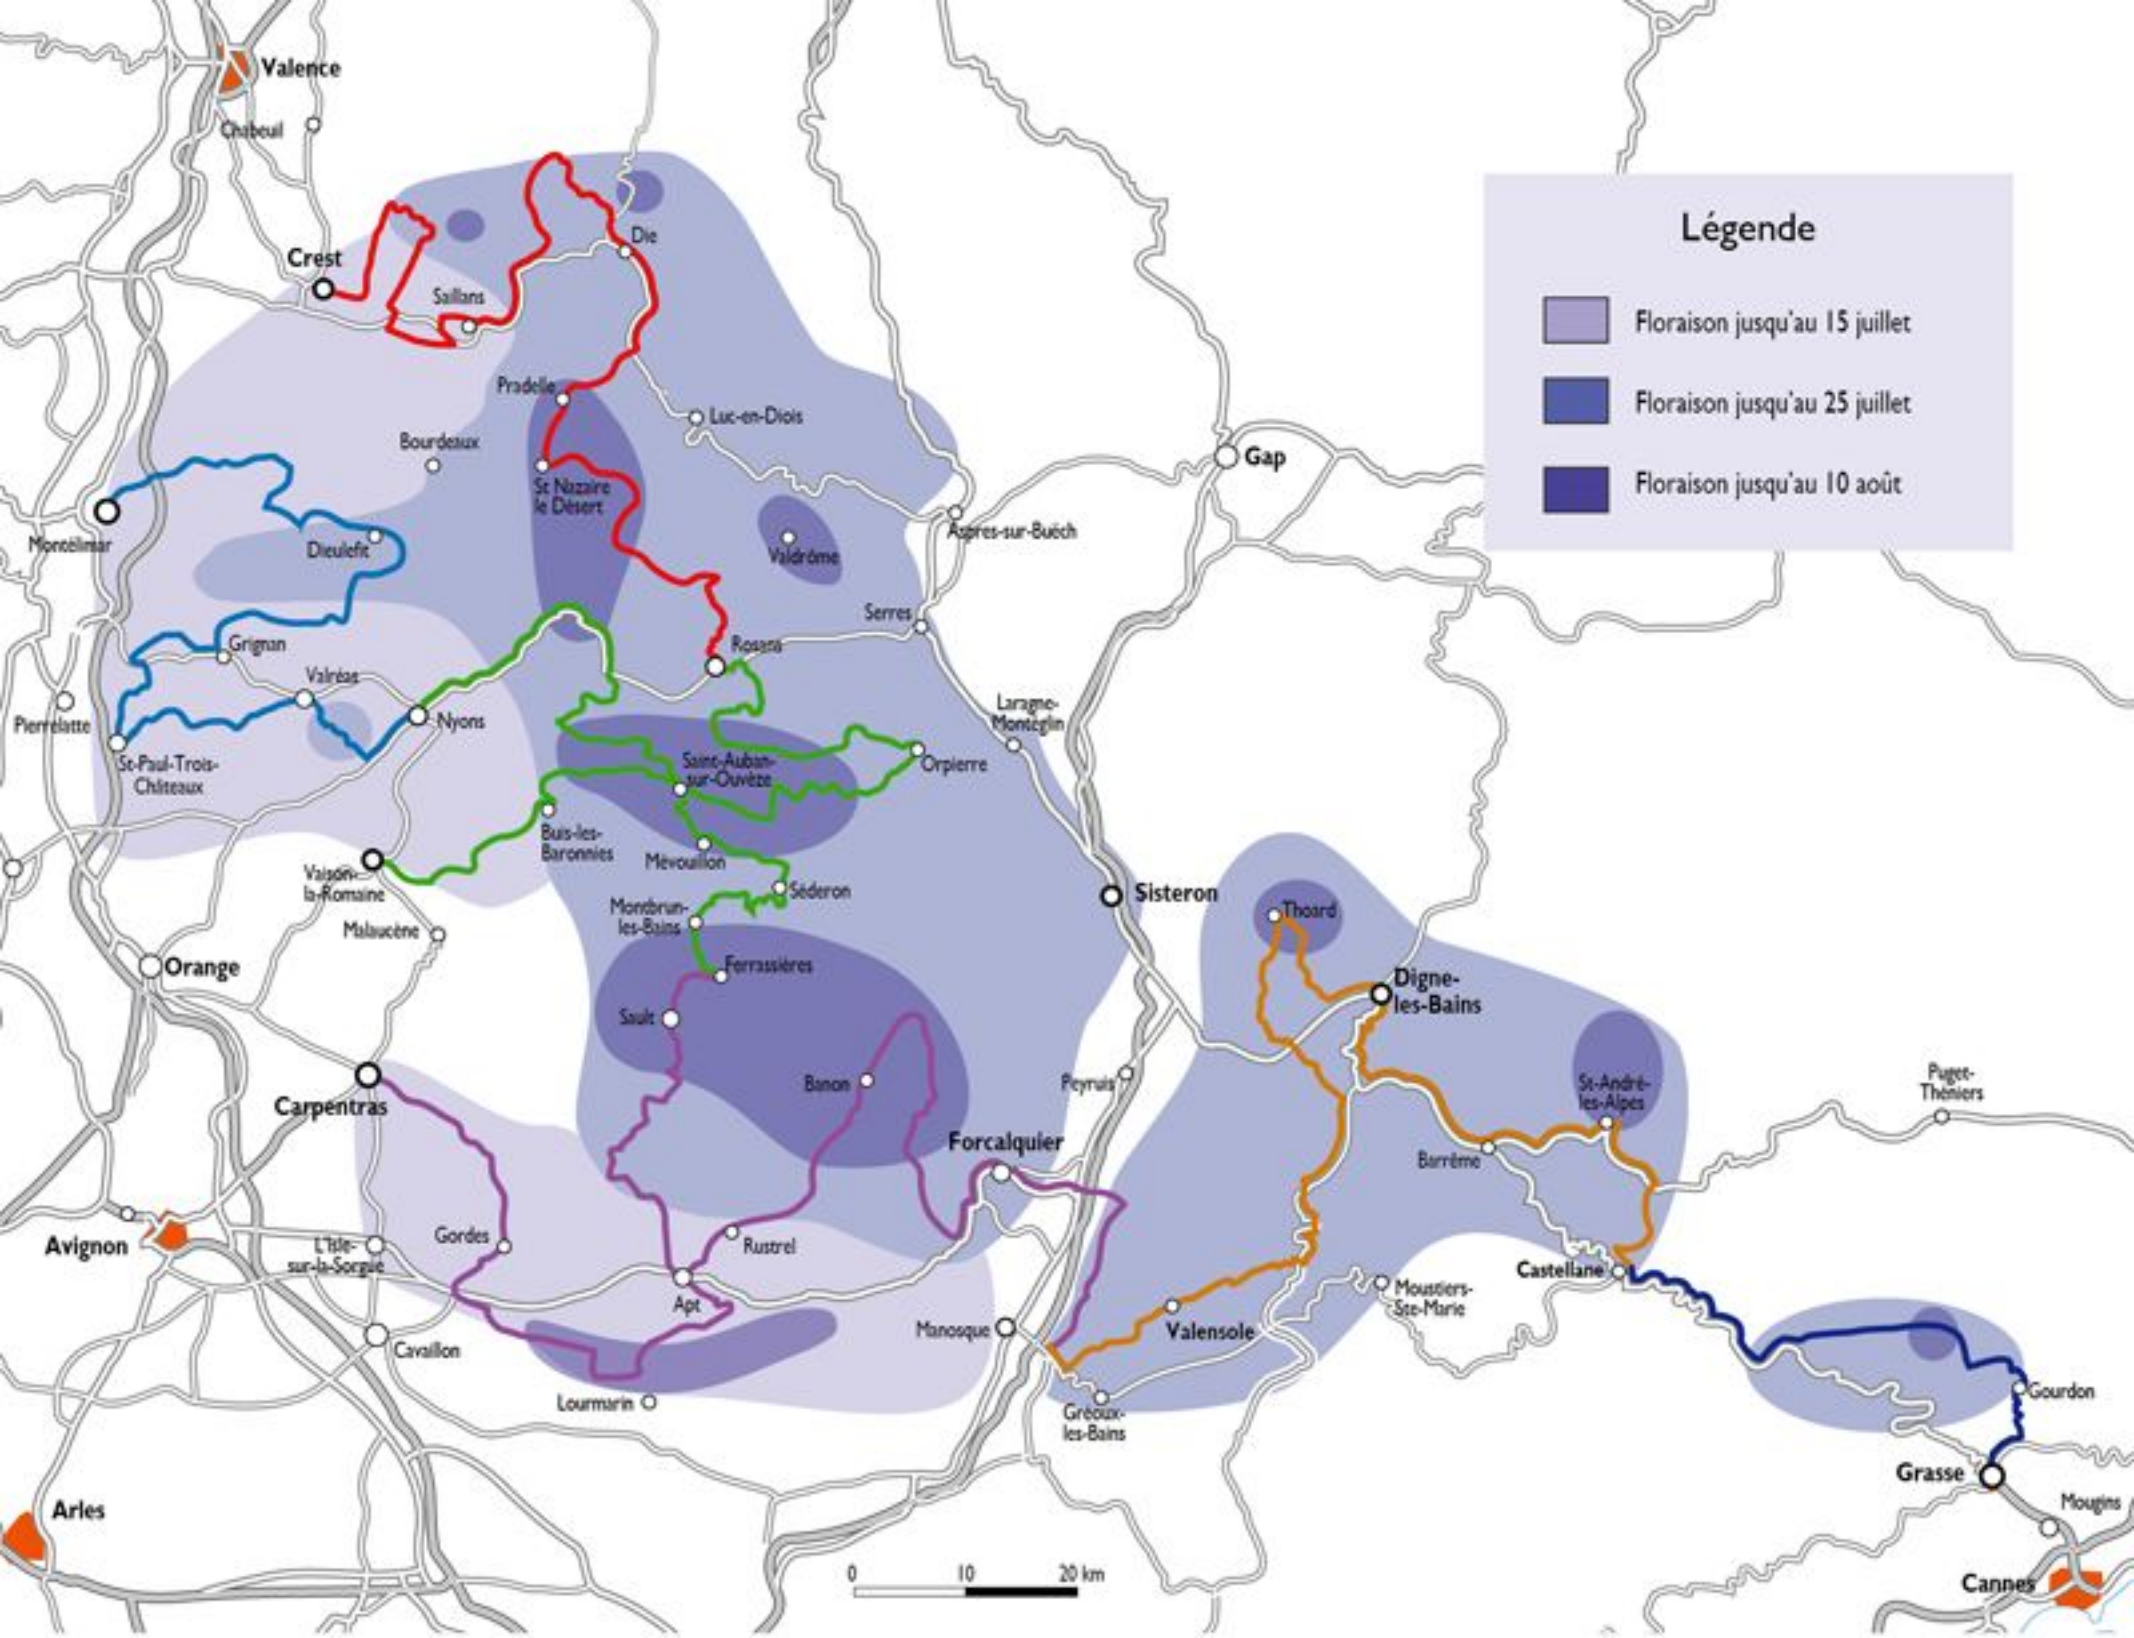 Valence
Chabeuil
Légende
Crest
Die
Saillans
Floraison jusqu'au 15 juillet
Pradelle
Luc-en-Diois
Floraison jusqu'au 25 juillet
Bourdeaux
Gap
St Nazaire
le Désert
Floraison jusqu'au 10 août
Montélimar
Dieulefit
Valdrôme
Aspres-sur-Buëch
Serres
Grignan
Rosans
Valréas
Pierrelatte
Nyons
Laragne-
Montéglin
St-Paul-Trois-
Châteaux
Saint-Auban-
sur-Ouvèze
Orpierre
Buis-les-
Baronnies
Mévouillon
Vaison-
la-Romaine
Séderon
Sisteron
Montbrun-
les-Bains
Thoard
Malaucène
Orange
Ferrassières
Digne-
les-Bains
Sault
Banon
Peyruis
St-André-
les-Alpes
Puget-
Théniers
Carpentras
Forcalquier
Barrême
Avignon
L'Isle-
sur-la-Sorgue
Gordes
Rustrel
Castellane
Apt
Moustiers-
Ste-Marie
Manosque
Valensole
Cavaillon
Lourmarin
Gréoux-
les-Bains
Gourdon
Grasse
Mougins
Arles
0 10 20 km
Cannes